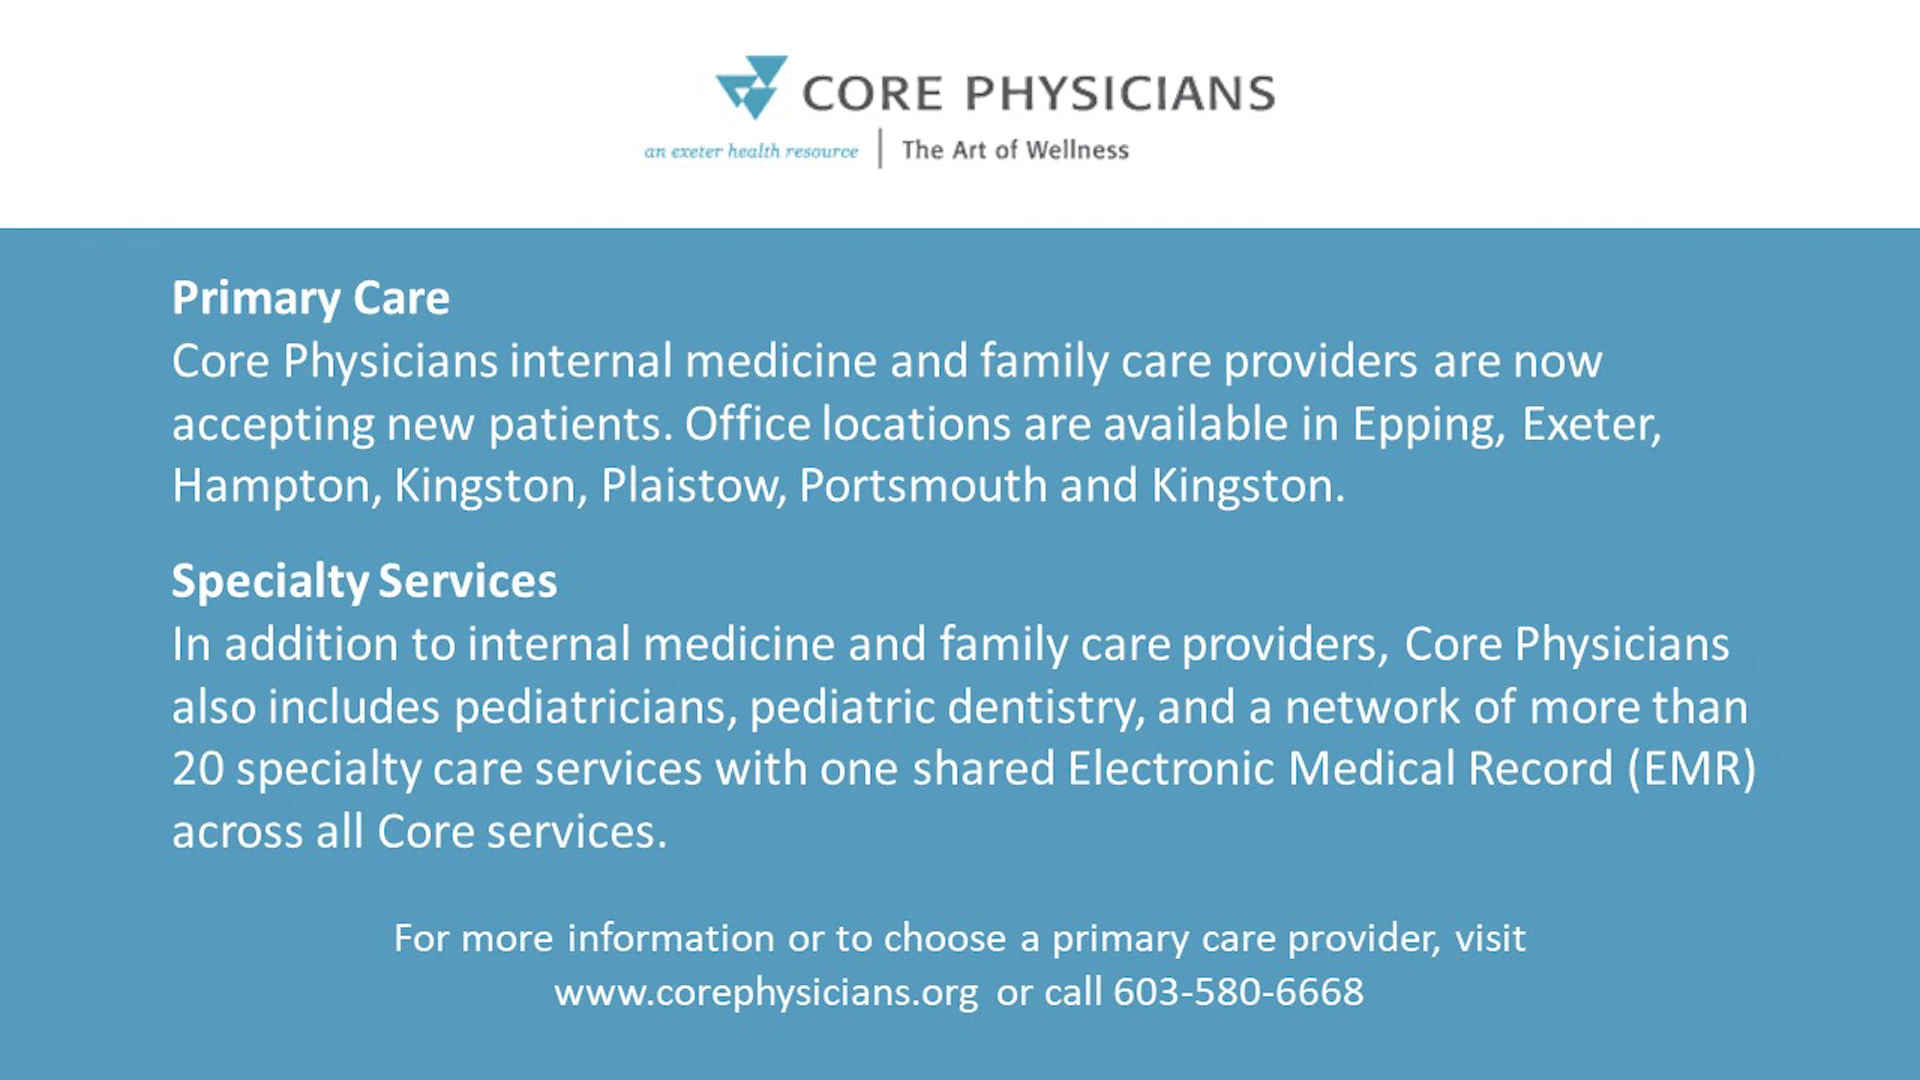 CORE PHYSICIANS
an exeter health resource | The Art of Wellness
Primary Care
Core Physicians internal medicine and family care providers are now
accepting new patients. Office locations are available in Epping, Exeter,
Hampton, Kingston, Plaistow, Portsmouth and Kingston.
Specialty Services
In addition to internal medicine and family care providers, Core Physicians
also includes pediatricians, pediatric dentistry, and a network of more than
20 specialty care services with one shared Electronic Medical Record (EMR)
across all Core services.
For more information or to choose a primary care provider, visit
www.corephysicians.org or call 603-580-6668